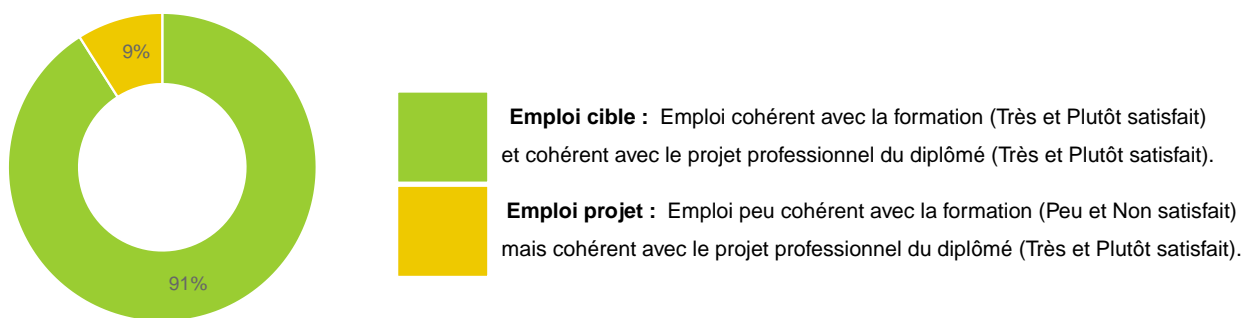 9%
91%
Emploi cible : Emploi cohérent avec la formation (Très et Plutôt satisfait)
et cohérent avec le projet professionnel du diplômé (Très et Plutôt satisfait).
Emploi projet : Emploi peu cohérent avec la formation (Peu et Non satisfait)
mais cohérent avec le projet professionnel du diplômé (Très et Plutôt satisfait).